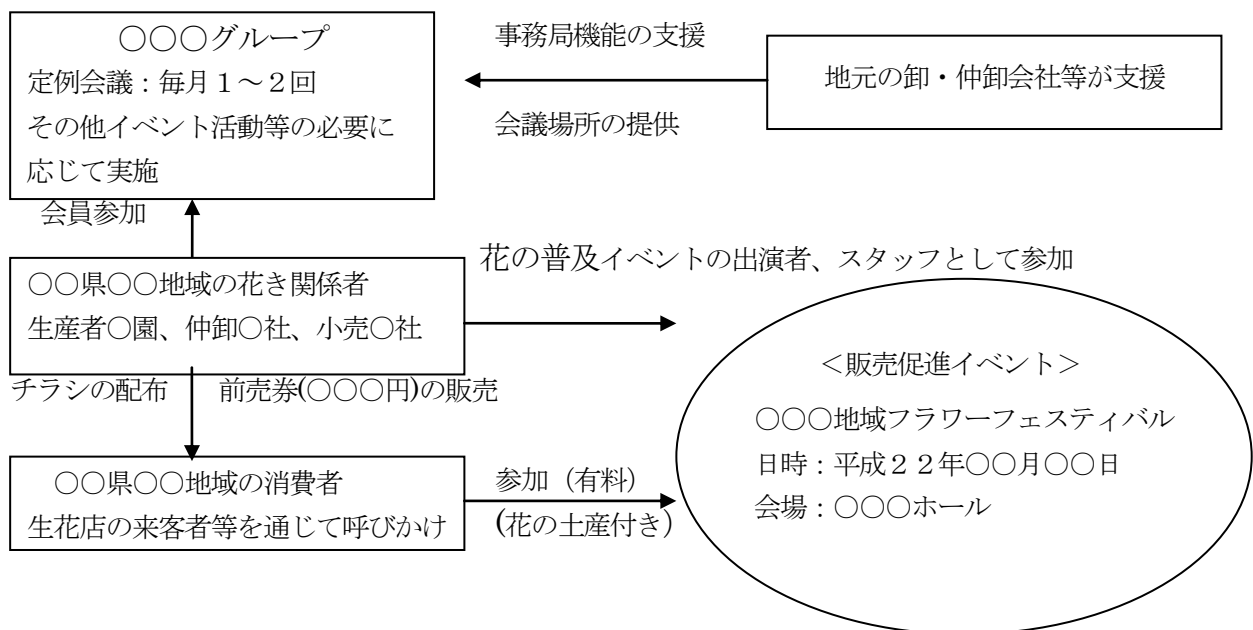 ○○○グループ
定例会議：毎月１～２回
その他イベント活動等の必要に
応じて実施
事務局機能の支援
会議場所の提供
地元の卸・仲卸会社等が支援
会員参加
花の普及イベントの出演者、スタッフとして参加
○○県○○地域の花き関係者
生産者○園、仲卸○社、小売○社
チラシの配布
前売券(○○○円)の販売
＜販売促進イベント＞
○○○地域フラワーフェスティバル
日時：平成２２年○○月○○日
会場：○○○ホール
○○県○○地域の消費者
生花店の来客者等を通じて呼びかけ
参加（有料）
(花の土産付き）